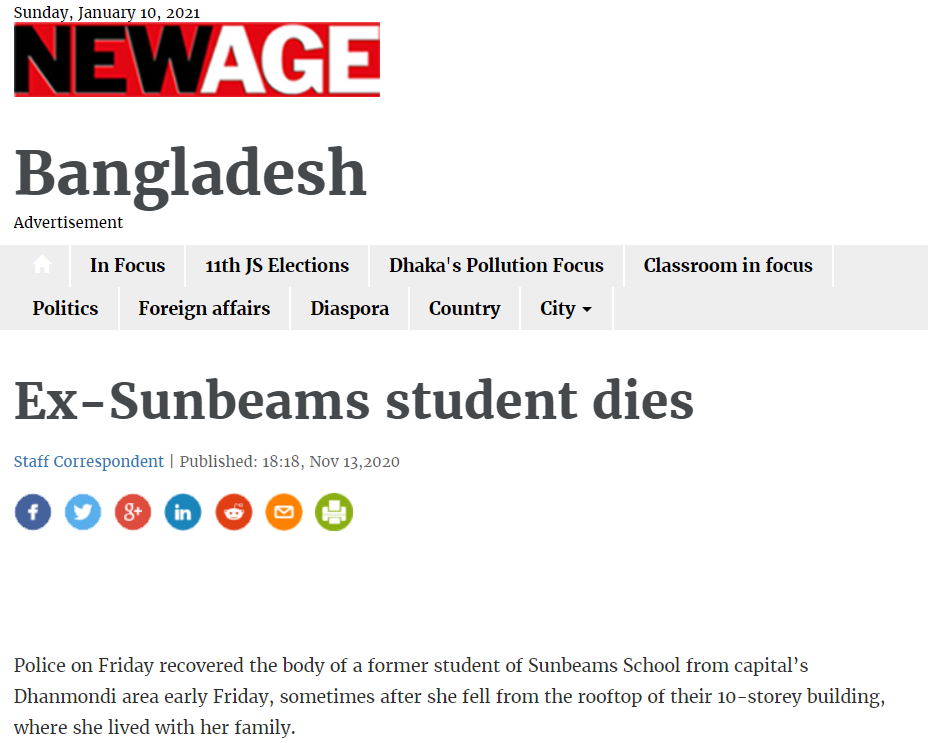 Sunday, January 10, 2021
NEWAGE
Bangladesh
Advertisement
In Focus 11th JS Elections Dhaka's Pollution Focus Classroom in focus
Politics Foreign affairs Diaspora Country City
Ex-Sunbeams student dies
Staff Correspondent | Published: 18:18, Nov 13,2020
f g+ in
Police on Friday recovered the body of a former student of Sunbeams School from capital’s
Dhanmondi area early Friday, sometimes after she fell from the rooftop of their 10-storey building,
where she lived with her family.